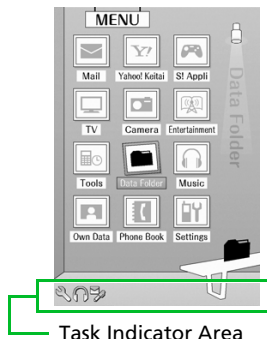 MENU
Mail Yahoo! Keitai S! Appli
TV Camera Entertainment
Tools Data Folder Music
Own Data Phone Book Settings
Data Folder
Task Indicator Area